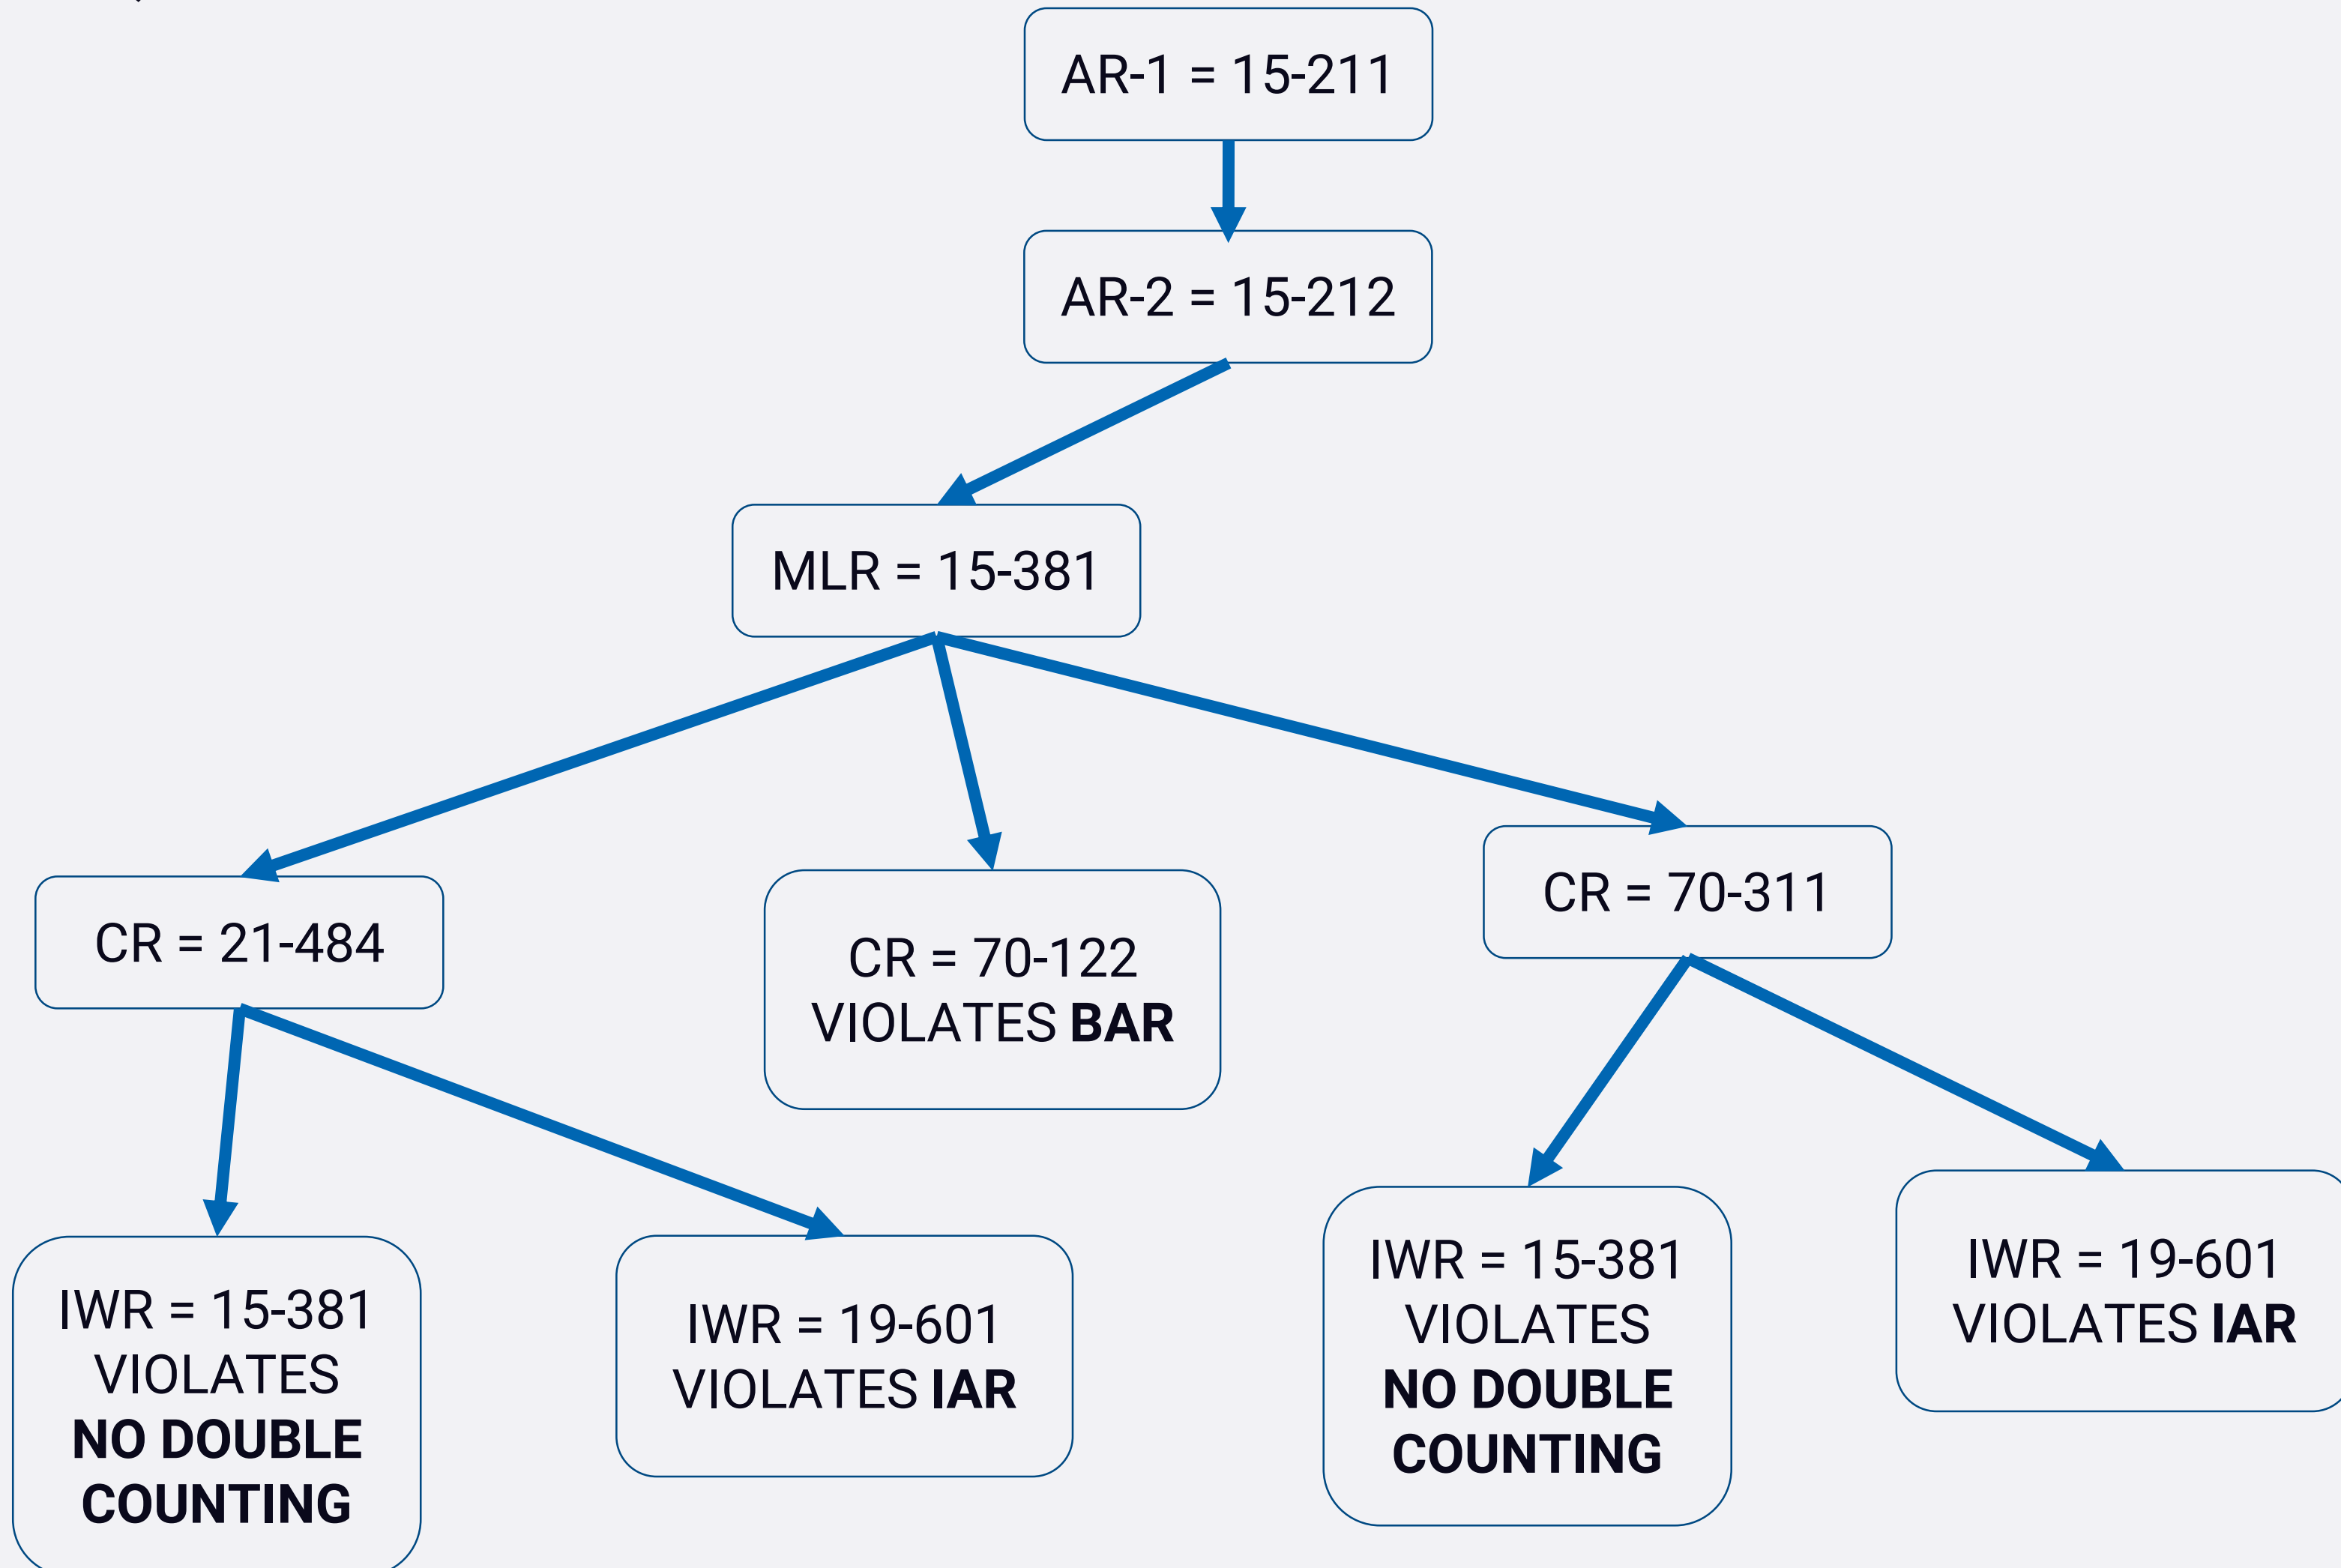 AR-1 = 15-211
AR-2 = 15-212
MLR = 15-381
CR = 21-484
CR = 70-122
VIOLATES BAR
CR = 70-311
IWR = 15-381
VIOLATES
NO DOUBLE
COUNTING
IWR = 19-601
VIOLATES IAR
IWR = 15-381
VIOLATES
NO DOUBLE
COUNTING
IWR = 19-601
VIOLATES IAR